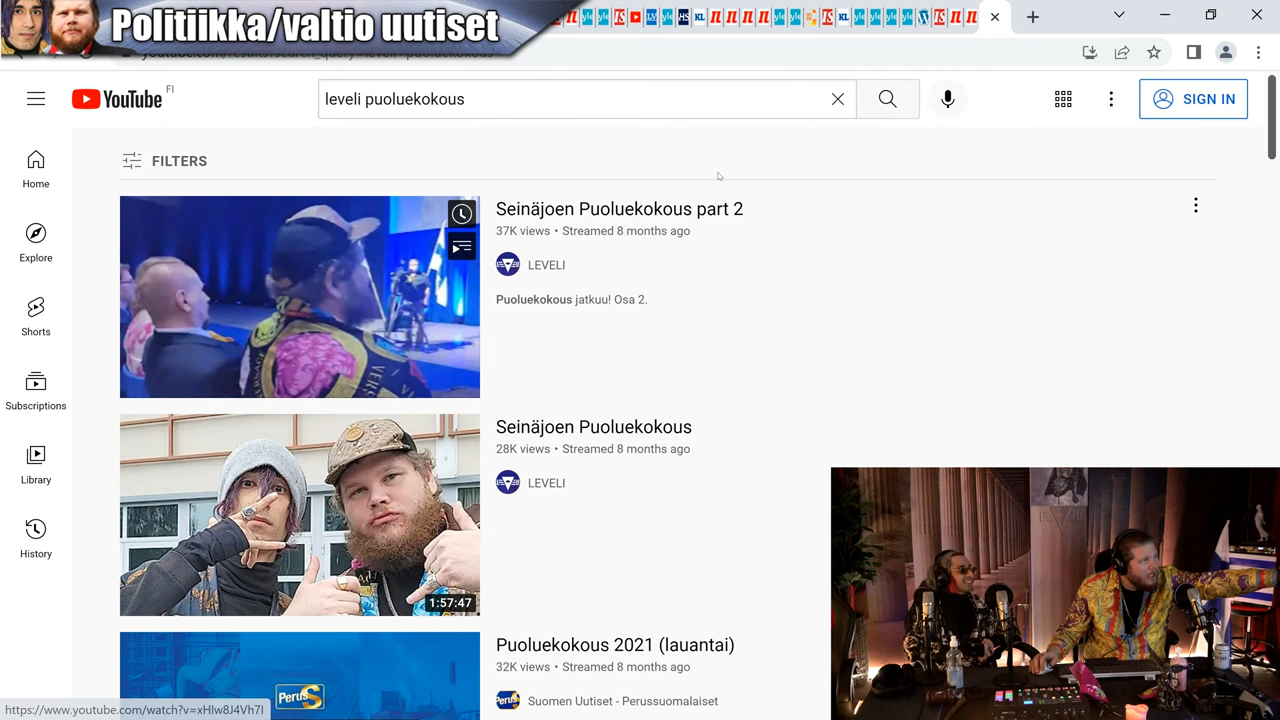 Politiikka/valtio uutiset
YouTube FI
leveli puoluekokous
SIGN IN
FILTERS
Home
Explore
Shorts
Subscriptions
Library
History
Seinäjoen Puoluekokous part 2
37K views • Streamed 8 months ago
LEVELI
Puoluekokous jatkuu! Osa 2.
1:57:47
Seinäjoen Puoluekokous
28K views • Streamed 8 months ago
LEVELI
PeruS
Puoluekokous 2021 (lauantai)
32K views • Streamed 8 months ago
Suomen Uutiset - Perussuomalaiset
https://www.youtube.com/watch?v=xHlw8J4Vh7I